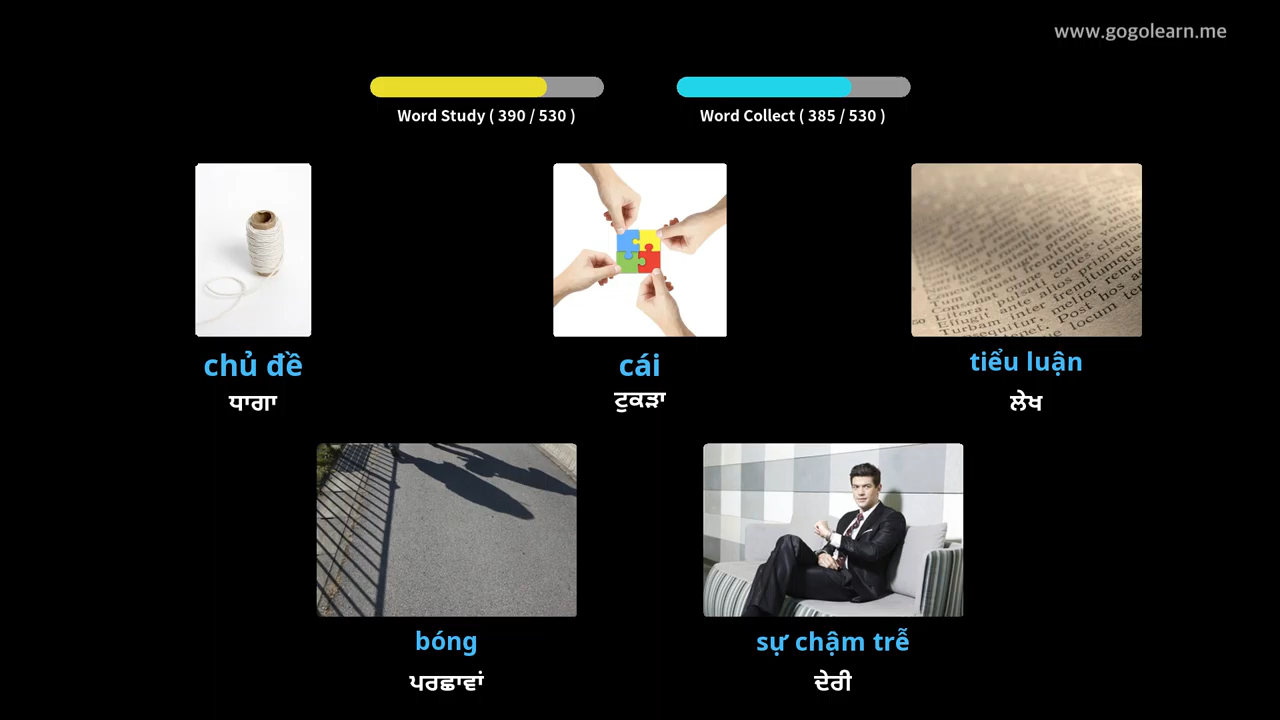 www.gogolearn.me
Word Study ( 390 / 530 )
Word Collect ( 385 / 530 )
chủ đề
ਧਾਗਾ
cái
ਟੁਕੜਾ
tiểu luận
ਲੇਖ
bóng
ਪਰਛਾਵਾਂ
sự chậm trễ
ਦੇਰੀ